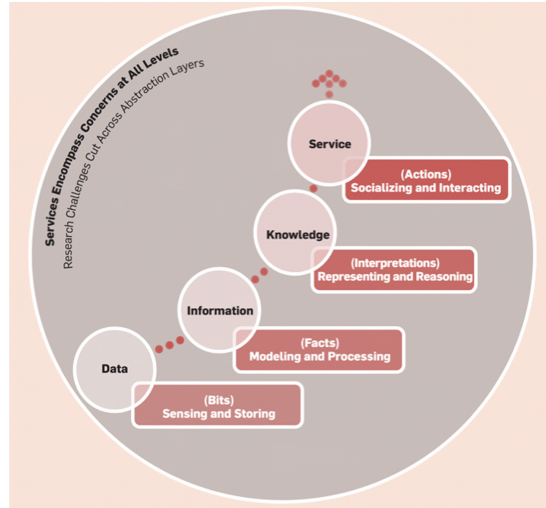 Services Encompass Concerns at All Levels
Research Challenges Cut Across Abstraction Layers
Service
(Actions)
Socializing and Interacting
Knowledge
(Interpretations)
Representing and Reasoning
Information
(Facts)
Modeling and Processing
Data
(Bits)
Sensing and Storing